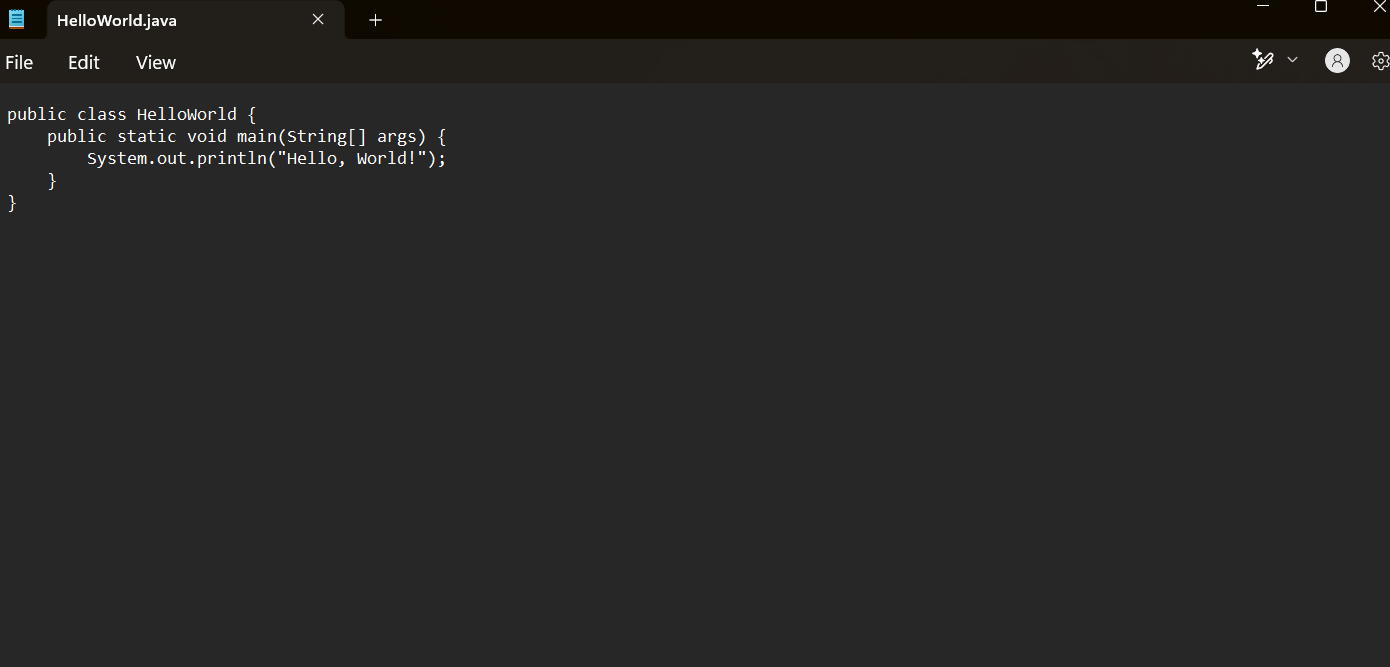 HelloWorld.java
File Edit View
public class HelloWorld {
    public static void main(String[] args) {
        System.out.println("Hello, World!");
    }
}